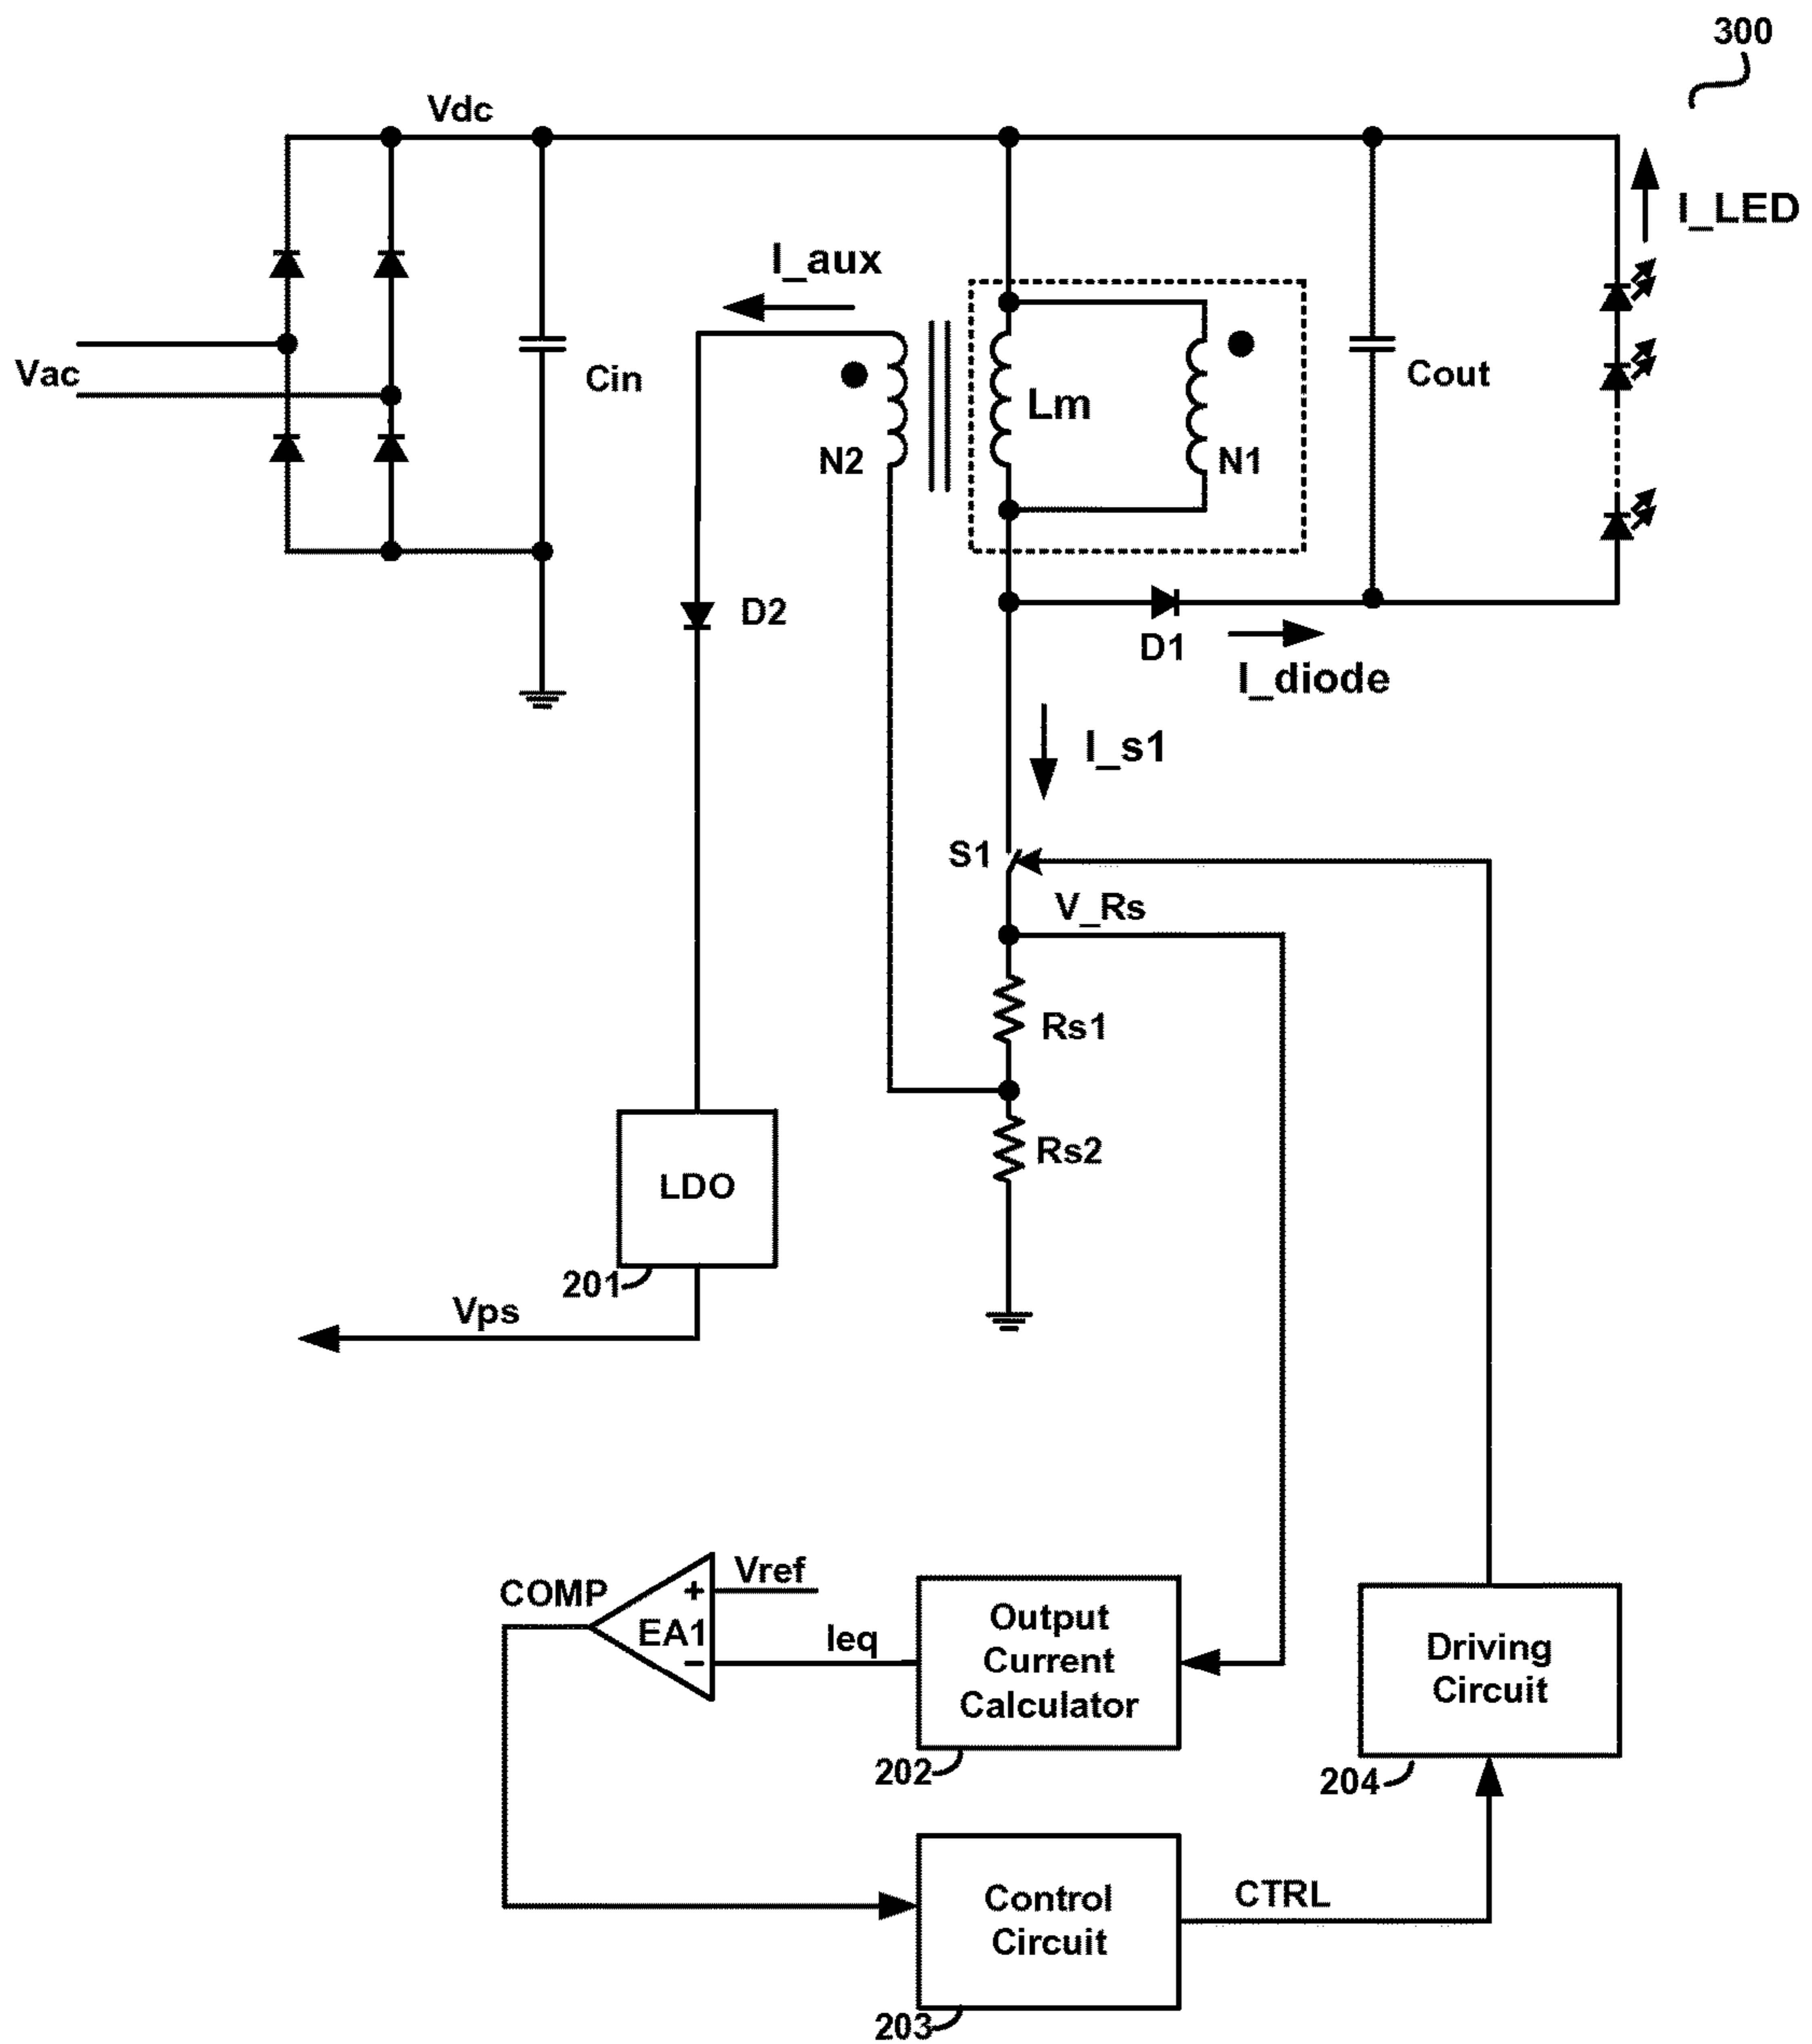 300
Vdc
I_LED
I_aux
Vac
Cin
Lm
Cout
N2
N1
D2
D1
I_diode
I_s1
S1
V_Rs
Rs1
Rs2
LDO
201
Vps
COMP
+
Vref
EA1
−
Ieq
Output
Current
Calculator
202
Driving
Circuit
204
Control
Circuit
CTRL
203